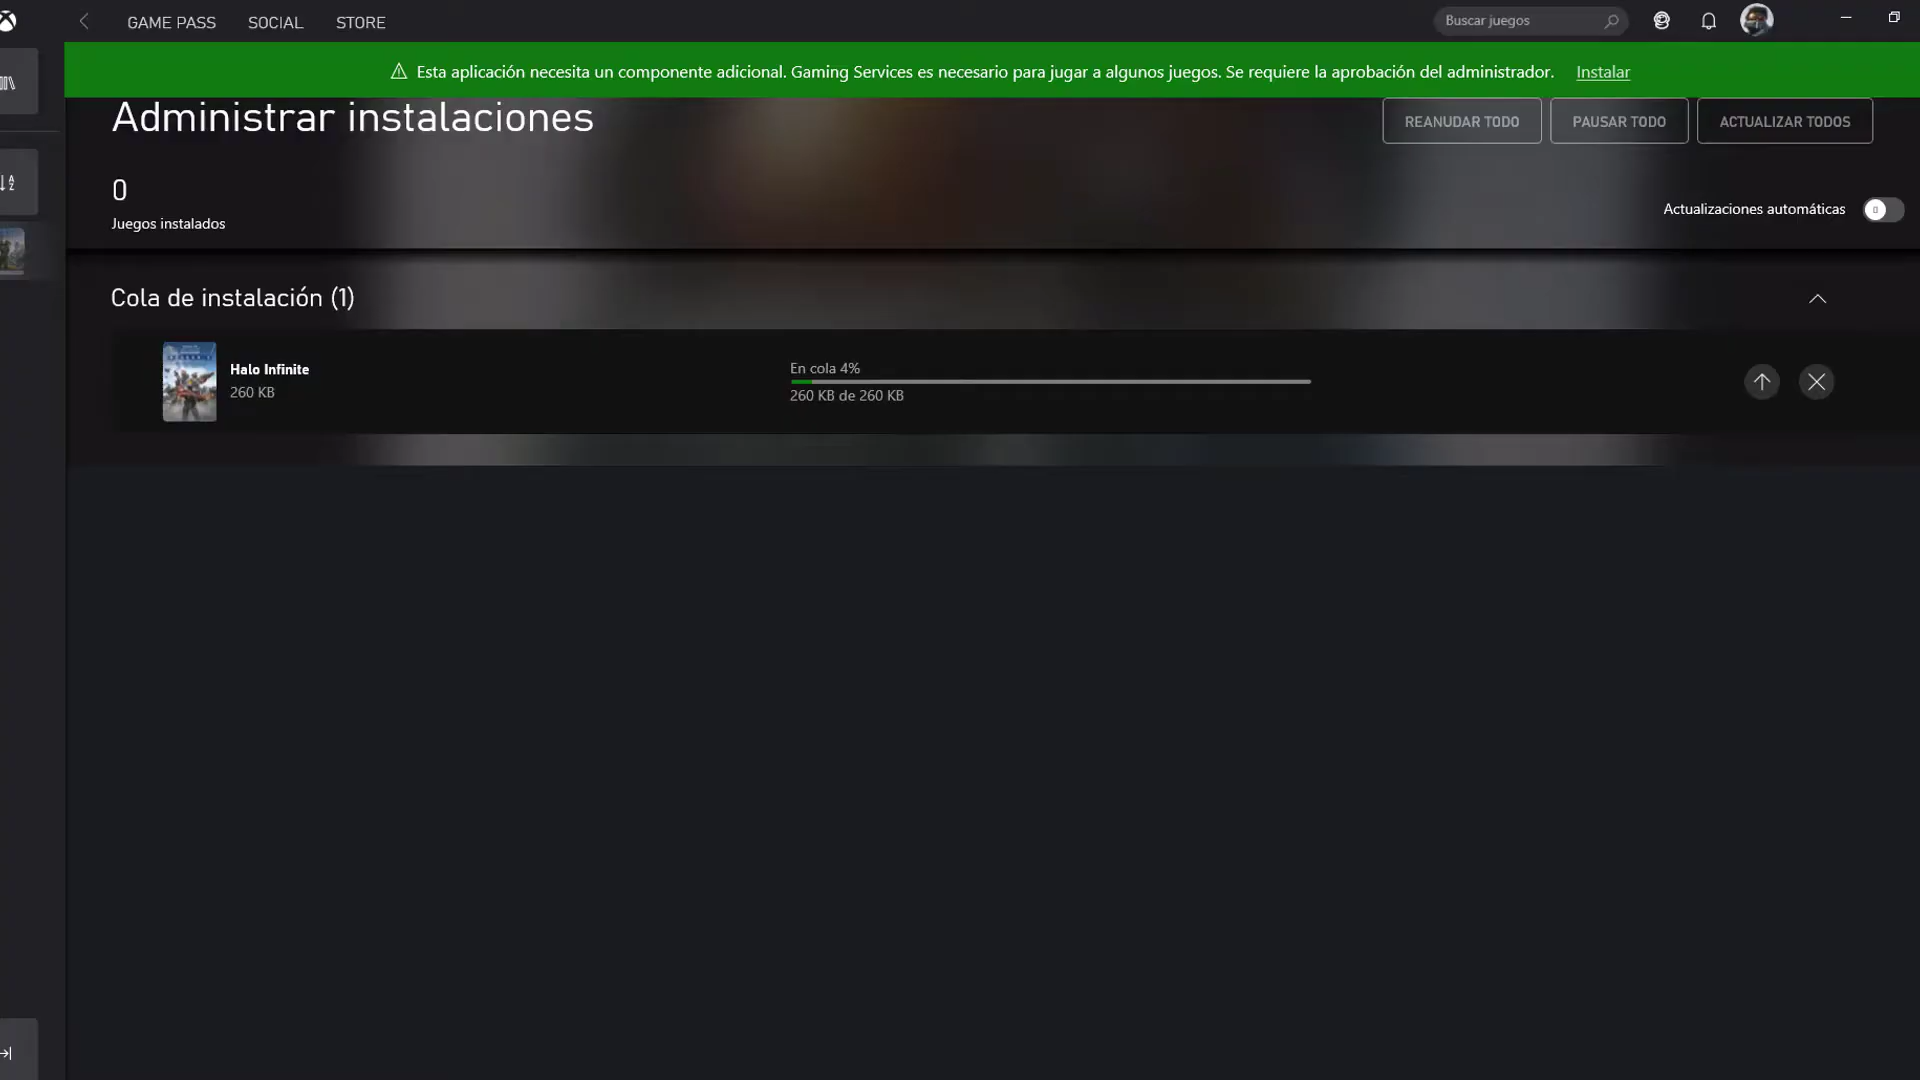 GAME PASS
SOCIAL
STORE
Buscar juegos
Esta aplicación necesita un componente adicional. Gaming Services es necesario para jugar a algunos juegos. Se requiere la aprobación del administrador. Instalar
Administrar instalaciones
REANUDAR TODO
PAUSAR TODO
ACTUALIZAR TODOS
0
Juegos instalados
Actualizaciones automáticas
Cola de instalación (1)
Halo Infinite
260 KB
En cola 4%
260 KB de 260 KB